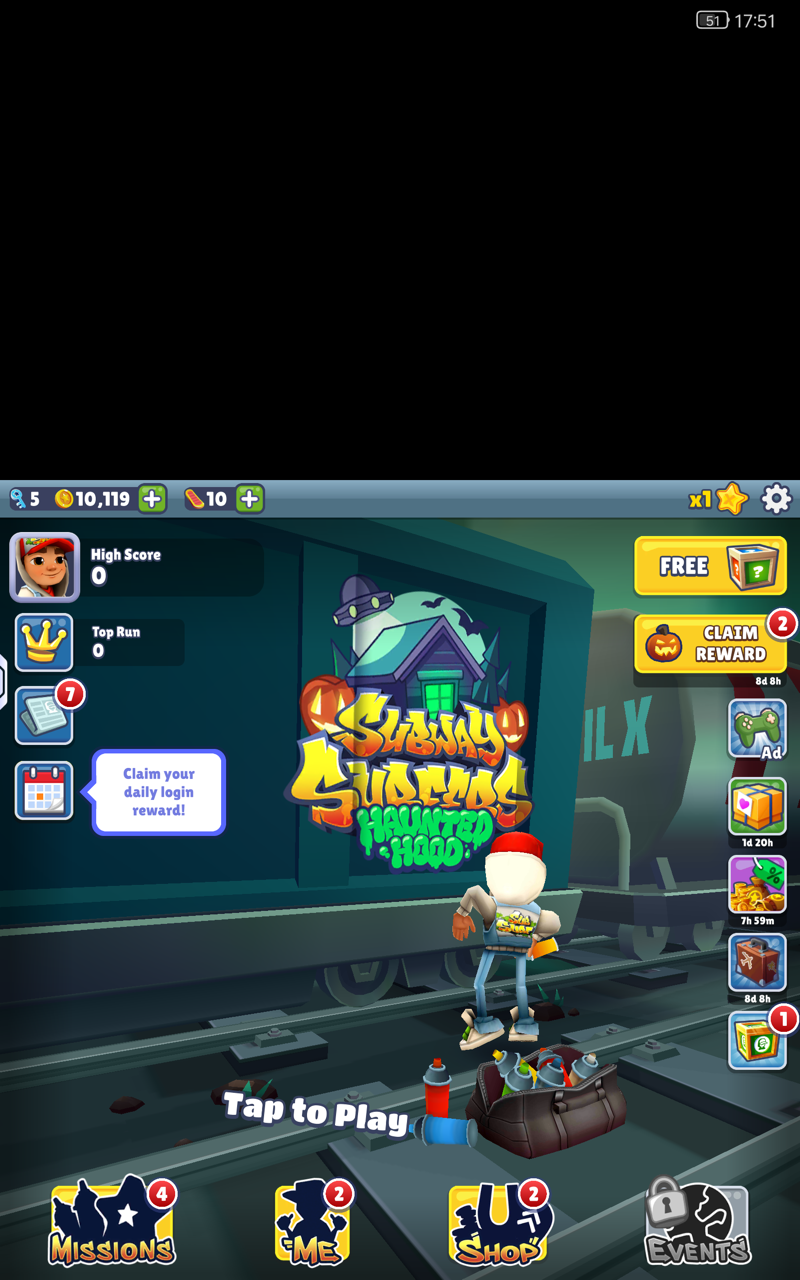 51 17:51
5 10,119 10
x1
High Score
0
FREE
Top Run
0
2
CLAIM
REWARD
8d 8h
7
Ad
Claim your
daily login
reward!
1d 20h
7h 59m
8d 8h
1
SUBWAY
SURFERS
HAUNTED
HOOD
IL X
Tap to Play
4
MISSIONS
2
ME
2
SHOP
EVENTS